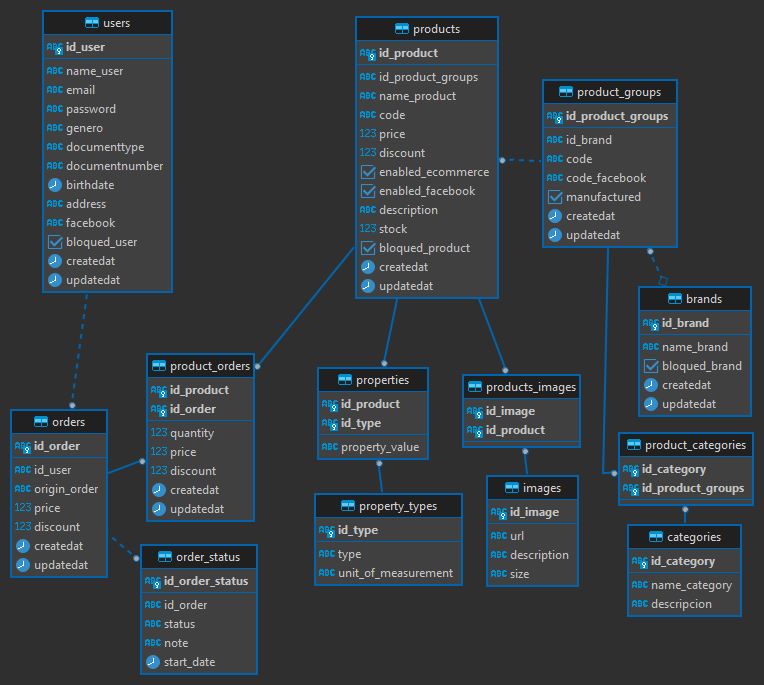 users
id_user
name_user
email
password
genero
documenttype
documentnumber
birthdate
address
facebook
bloqued_user
createdat
updatedat
products
id_product
id_product_groups
name_product
code
price
discount
enabled_ecommerce
enabled_facebook
description
stock
bloqued_product
createdat
updatedat
product_groups
id_product_groups
id_brand
code
code_facebook
manufactured
createdat
updatedat
brands
id_brand
name_brand
bloqued_brand
createdat
updatedat
product_orders
id_product
id_order
quantity
price
discount
createdat
updatedat
properties
id_product
id_type
property_value
products_images
id_image
id_product
orders
id_order
id_user
origin_order
price
discount
createdat
updatedat
product_categories
id_category
id_product_groups
property_types
id_type
type
unit_of_measurement
images
id_image
url
description
size
order_status
id_order_status
id_order
status
note
start_date
categories
id_category
name_category
descripcion